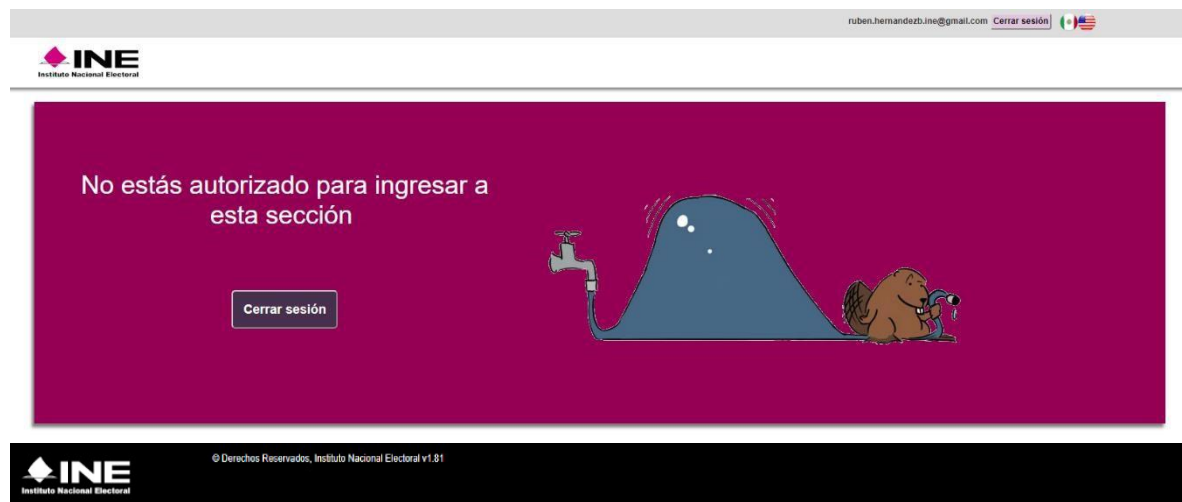 ruben.hernandezb.ine@gmail.com Cerrar sesión
INE
Instituto Nacional Electoral
No estás autorizado para ingresar a
esta sección
Cerrar sesión
© Derechos Reservados, Instituto Nacional Electoral v1.81
INE
Instituto Nacional Electoral